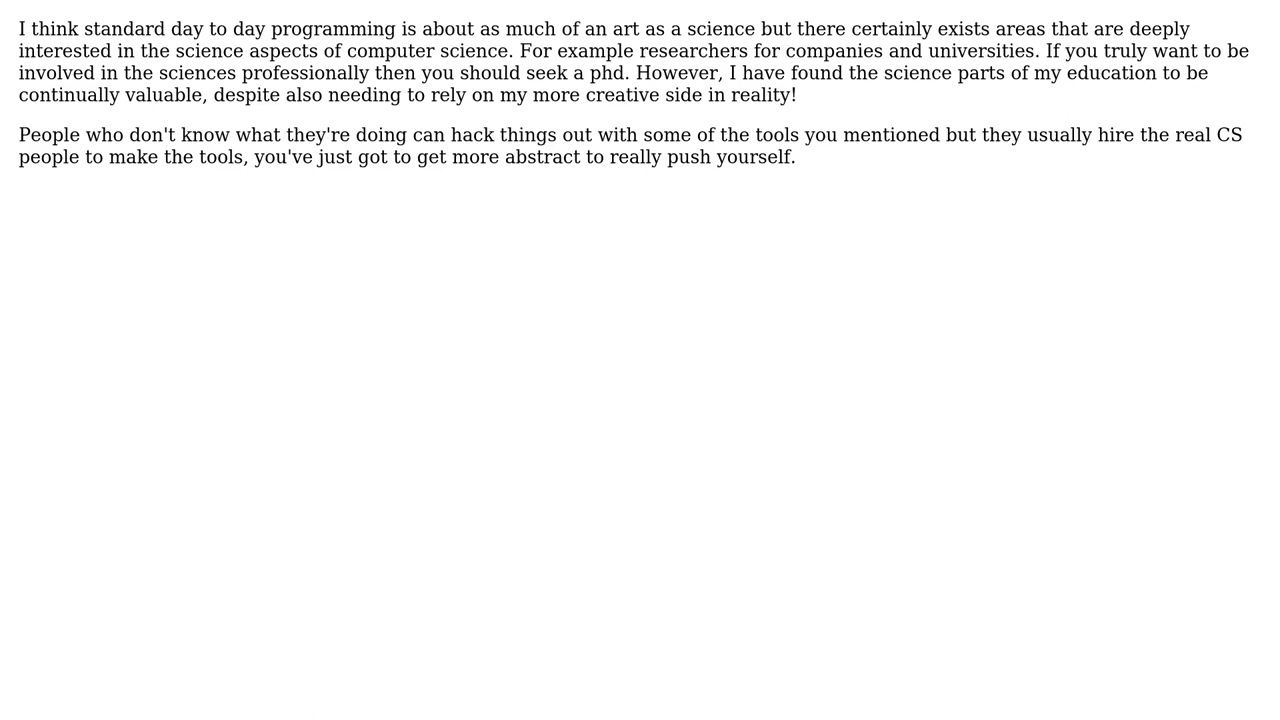 I think standard day to day programming is about as much of an art as a science but there certainly exists areas that are deeply
interested in the science aspects of computer science. For example researchers for companies and universities. If you truly want to be
involved in the sciences professionally then you should seek a phd. However, I have found the science parts of my education to be
continually valuable, despite also needing to rely on my more creative side in reality!
People who don't know what they're doing can hack things out with some of the tools you mentioned but they usually hire the real CS
people to make the tools, you've just got to get more abstract to really push yourself.